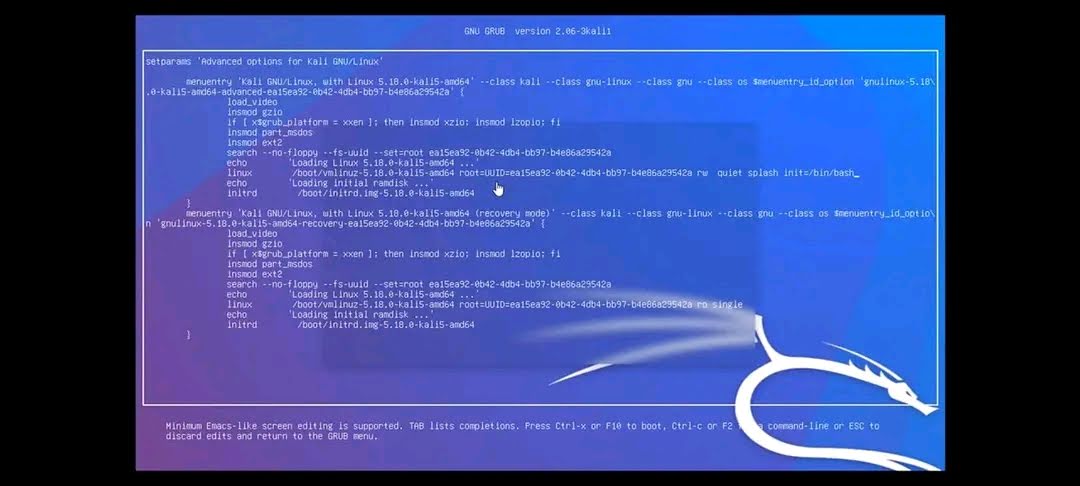 GNU GRUB  version 2.06-3kali1
setparams 'Advanced options for Kali GNU/Linux'
menuentry 'Kali GNU/Linux, with Linux 5.18.0-kali5-amd64' --class kali --class gnu-linux --class gnu --class os $menuentry_id_option 'gnulinux-5.18\
.0-kali5-amd64-advanced-ea15ea92-0b42-4db4-bb97-b4e86a29542a' {
load_video
insmod gzio
if [ x$grub_platform = xxen ]; then insmod xzio; insmod lzopio; fi
insmod part_msdos
insmod ext2
search --no-floppy --fs-uuid --set=root ea15ea92-0b42-4db4-bb97-b4e86a29542a
echo 'Loading Linux 5.18.0-kali5-amd64 ...'
linux /boot/vmlinuz-5.18.0-kali5-amd64 root=UUID=ea15ea92-0b42-4db4-bb97-b4e86a29542a rw  quiet splash init=/bin/bash_
echo 'Loading initial ramdisk ...'
initrd /boot/initrd.img-5.18.0-kali5-amd64
}
menuentry 'Kali GNU/Linux, with Linux 5.18.0-kali5-amd64 (recovery mode)' --class kali --class gnu-linux --class gnu --class os $menuentry_id_optio\
n 'gnulinux-5.18.0-kali5-amd64-recovery-ea15ea92-0b42-4db4-bb97-b4e86a29542a' {
load_video
insmod gzio
if [ x$grub_platform = xxen ]; then insmod xzio; insmod lzopio; fi
insmod part_msdos
insmod ext2
search --no-floppy --fs-uuid --set=root ea15ea92-0b42-4db4-bb97-b4e86a29542a
echo 'Loading Linux 5.18.0-kali5-amd64 ...'
linux /boot/vmlinuz-5.18.0-kali5-amd64 root=UUID=ea15ea92-0b42-4db4-bb97-b4e86a29542a ro single
echo 'Loading initial ramdisk ...'
initrd /boot/initrd.img-5.18.0-kali5-amd64
}
Minimum Emacs-like screen editing is supported. TAB lists completions. Press Ctrl-x or F10 to boot, Ctrl-c or F2 a command-line or ESC to
discard edits and return to the GRUB menu.